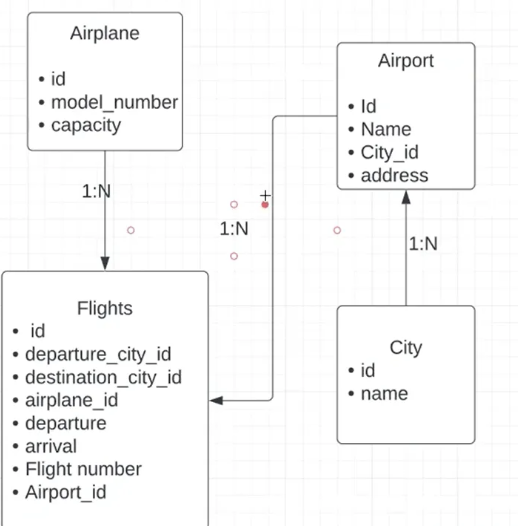 Airplane
• id
• model_number
• capacity
1:N
Airport
• Id
• Name
• City_id
• address
1:N
1:N
Flights
• id
• departure_city_id
• destination_city_id
• airplane_id
• departure
• arrival
• Flight number
• Airport_id
City
• id
• name